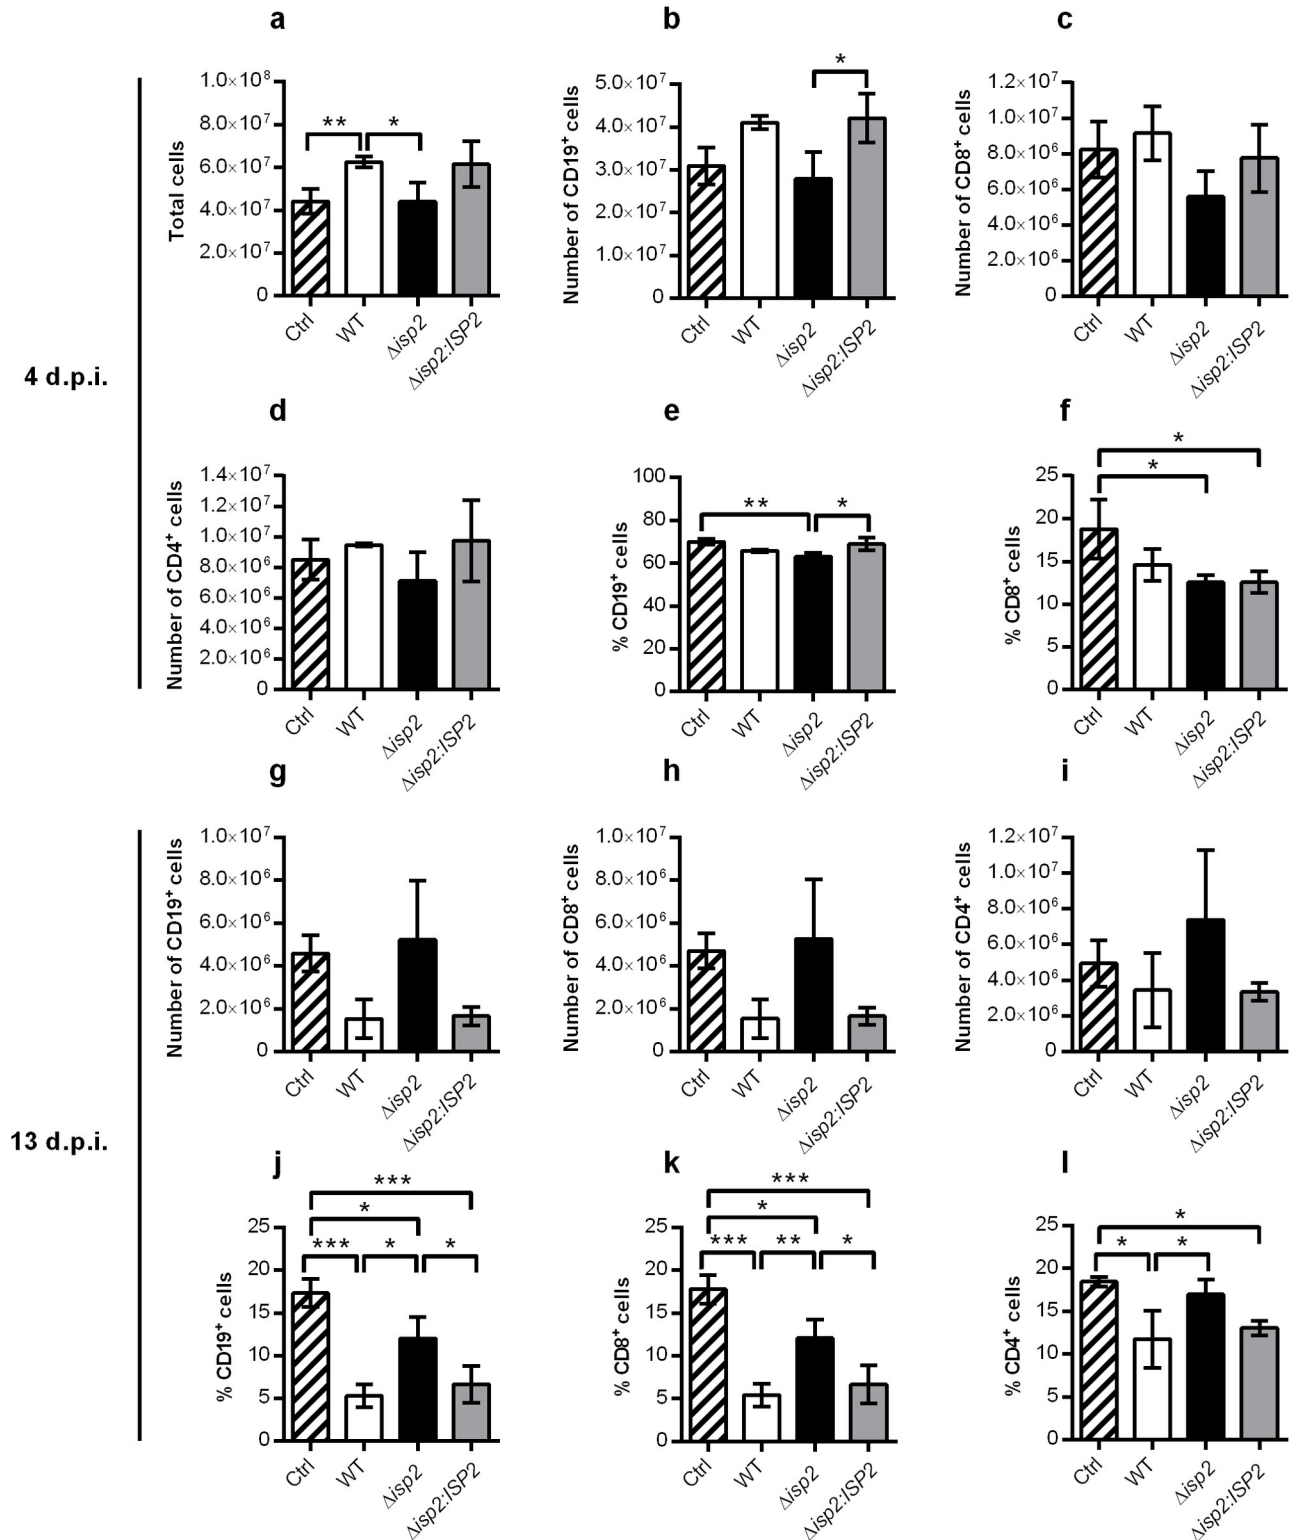 a
b
c
4 d.p.i.
Total cells
1.0×10⁸
8.0×10⁷
6.0×10⁷
4.0×10⁷
2.0×10⁷
0
** *
Ctrl WT Δisp2 Δisp2:ISP2
Number of CD19⁺ cells
5.0×10⁷
4.0×10⁷
3.0×10⁷
2.0×10⁷
1.0×10⁷
0
*
Ctrl WT Δisp2 Δisp2:ISP2
Number of CD8⁺ cells
1.2×10⁷
1.0×10⁷
8.0×10⁶
6.0×10⁶
4.0×10⁶
2.0×10⁶
0
Ctrl WT Δisp2 Δisp2:ISP2
d
e
f
Number of CD4⁺ cells
1.4×10⁷
1.2×10⁷
1.0×10⁷
8.0×10⁶
6.0×10⁶
4.0×10⁶
2.0×10⁶
0
Ctrl WT Δisp2 Δisp2:ISP2
% CD19⁺ cells
100
80
60
40
20
0
** *
Ctrl WT Δisp2 Δisp2:ISP2
% CD8⁺ cells
25
20
15
10
5
0
*
*
Ctrl WT Δisp2 Δisp2:ISP2
g
h
i
13 d.p.i.
Number of CD19⁺ cells
1.0×10⁷
8.0×10⁶
6.0×10⁶
4.0×10⁶
2.0×10⁶
0
Ctrl WT Δisp2 Δisp2:ISP2
Number of CD8⁺ cells
1.0×10⁷
8.0×10⁶
6.0×10⁶
4.0×10⁶
2.0×10⁶
0
Ctrl WT Δisp2 Δisp2:ISP2
Number of CD4⁺ cells
1.2×10⁷
1.0×10⁷
8.0×10⁶
6.0×10⁶
4.0×10⁶
2.0×10⁶
0
Ctrl WT Δisp2 Δisp2:ISP2
j
k
l
% CD19⁺ cells
25
20
15
10
5
0
***
*
*** * *
Ctrl WT Δisp2 Δisp2:ISP2
% CD8⁺ cells
25
20
15
10
5
0
***
*
*** ** *
Ctrl WT Δisp2 Δisp2:ISP2
% CD4⁺ cells
25
20
15
10
5
0
*
* *
Ctrl WT Δisp2 Δisp2:ISP2